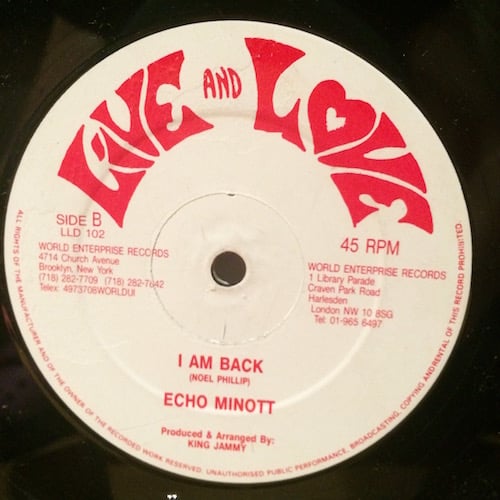 LIVE AND LOVE
SIDE B
LLD 102
45 RPM
WORLD ENTERPRISE RECORDS
4714 Church Avenue
Brooklyn, New York
(718) 282-7709 (718) 282-7642
Telex: 4973708WORLDUI
WORLD ENTERPRISE RECORDS
1 Library Parade
Craven Park Road
Harlesden
London NW 10 8SG
Tel: 01-965 6497
I AM BACK
(NOEL PHILLIP)
ECHO MINOTT
Produced & Arranged By:
KING JAMMY
ALL RIGHTS OF THE MANUFACTURER AND OF THE OWNER OF THE RECORDED WORK RESERVED. UNAUTHORISED PUBLIC PERFORMANCE, BROADCASTING, COPYING AND RENTAL OF THIS RECORD PROHIBITED.